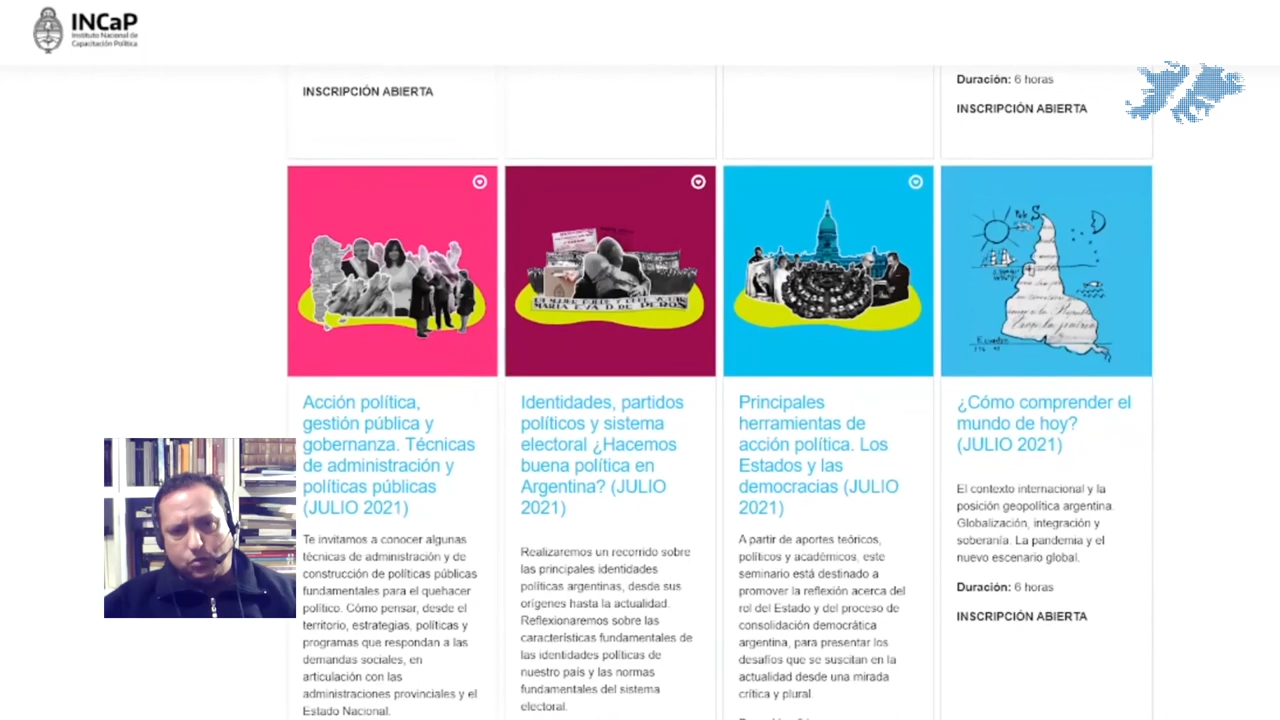 INCaP
Instituto Nacional de
Capacitación Política
INSCRIPCIÓN ABIERTA
Duración: 6 horas
INSCRIPCIÓN ABIERTA
Acción política,
gestión pública y
gobernanza. Técnicas
de administración y
políticas públicas
(JULIO 2021)
Te invitamos a conocer algunas
técnicas de administración y de
construcción de políticas públicas
fundamentales para el quehacer
político. Cómo pensar, desde el
territorio, estrategias, políticas y
programas que respondan a las
demandas sociales, en
articulación con las
administraciones provinciales y el
Estado Nacional.
Identidades, partidos
políticos y sistema
electoral ¿Hacemos
buena política en
Argentina? (JULIO
2021)
Realizaremos un recorrido sobre
las principales identidades
políticas argentinas, desde sus
orígenes hasta la actualidad.
Reflexionaremos sobre las
características fundamentales de
las identidades políticas de
nuestro país y las normas
fundamentales del sistema
electoral.
Principales
herramientas de
acción política. Los
Estados y las
democracias (JULIO
2021)
A partir de aportes teóricos,
políticos y académicos, este
seminario está destinado a
promover la reflexión acerca del
rol del Estado y del proceso de
consolidación democrática
argentina, para presentar los
desafíos que se suscitan en la
actualidad desde una mirada
crítica y plural.
¿Cómo comprender el
mundo de hoy?
(JULIO 2021)
El contexto internacional y la
posición geopolítica argentina.
Globalización, integración y
soberanía. La pandemia y el
nuevo escenario global.
Duración: 6 horas
INSCRIPCIÓN ABIERTA